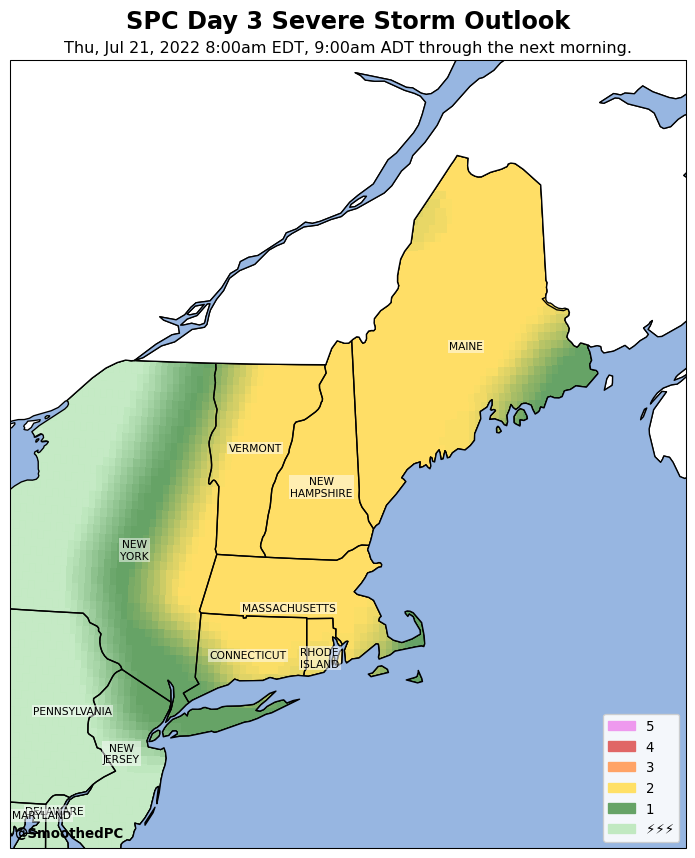 SPC Day 3 Severe Storm Outlook
Thu, Jul 21, 2022 8:00am EDT, 9:00am ADT through the next morning.
MAINE
VERMONT
NEW
HAMPSHIRE
NEW
YORK
MASSACHUSETTS
CONNECTICUT
RHODE
ISLAND
PENNSYLVANIA
NEW
JERSEY
DELAWARE
MARYLAND
@SmoothedPC
5
4
3
2
1
⚡⚡⚡